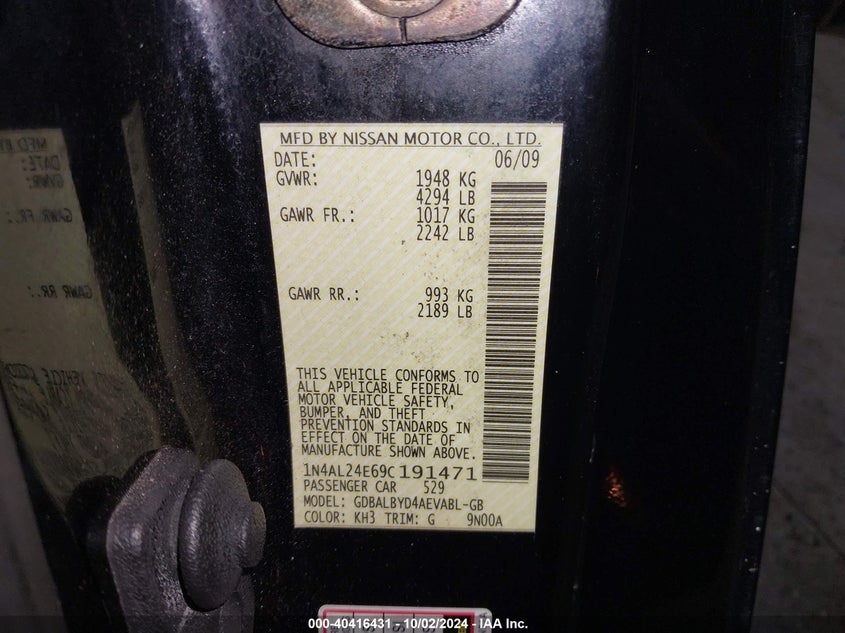 MFD BY NISSAN MOTOR CO., LTD.
DATE: 06/09
GVWR: 1948 KG
4294 LB
GAWR FR.: 1017 KG
2242 LB
GAWR RR.: 993 KG
2189 LB
THIS VEHICLE CONFORMS TO
ALL APPLICABLE FEDERAL
MOTOR VEHICLE SAFETY,
BUMPER, AND THEFT
PREVENTION STANDARDS IN
EFFECT ON THE DATE OF
MANUFACTURE SHOWN ABOVE.
1N4AL24E69C191471
PASSENGER CAR 529
MODEL: GDBALBYD4AEVABL-GB
COLOR: KH3 TRIM: G 9N00A
000-40416431 - 10/02/2024 - IAA Inc.